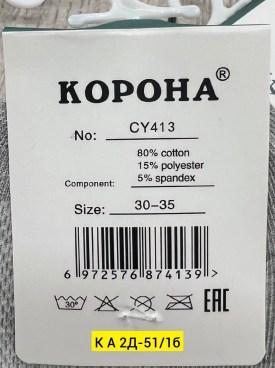 КОРОНА®
No: CY413
80% cotton
15% polyester
Component: 5% spandex
Size: 30-35
6 972576 874139 >
30°
EAC
К А 2Д-51/1б